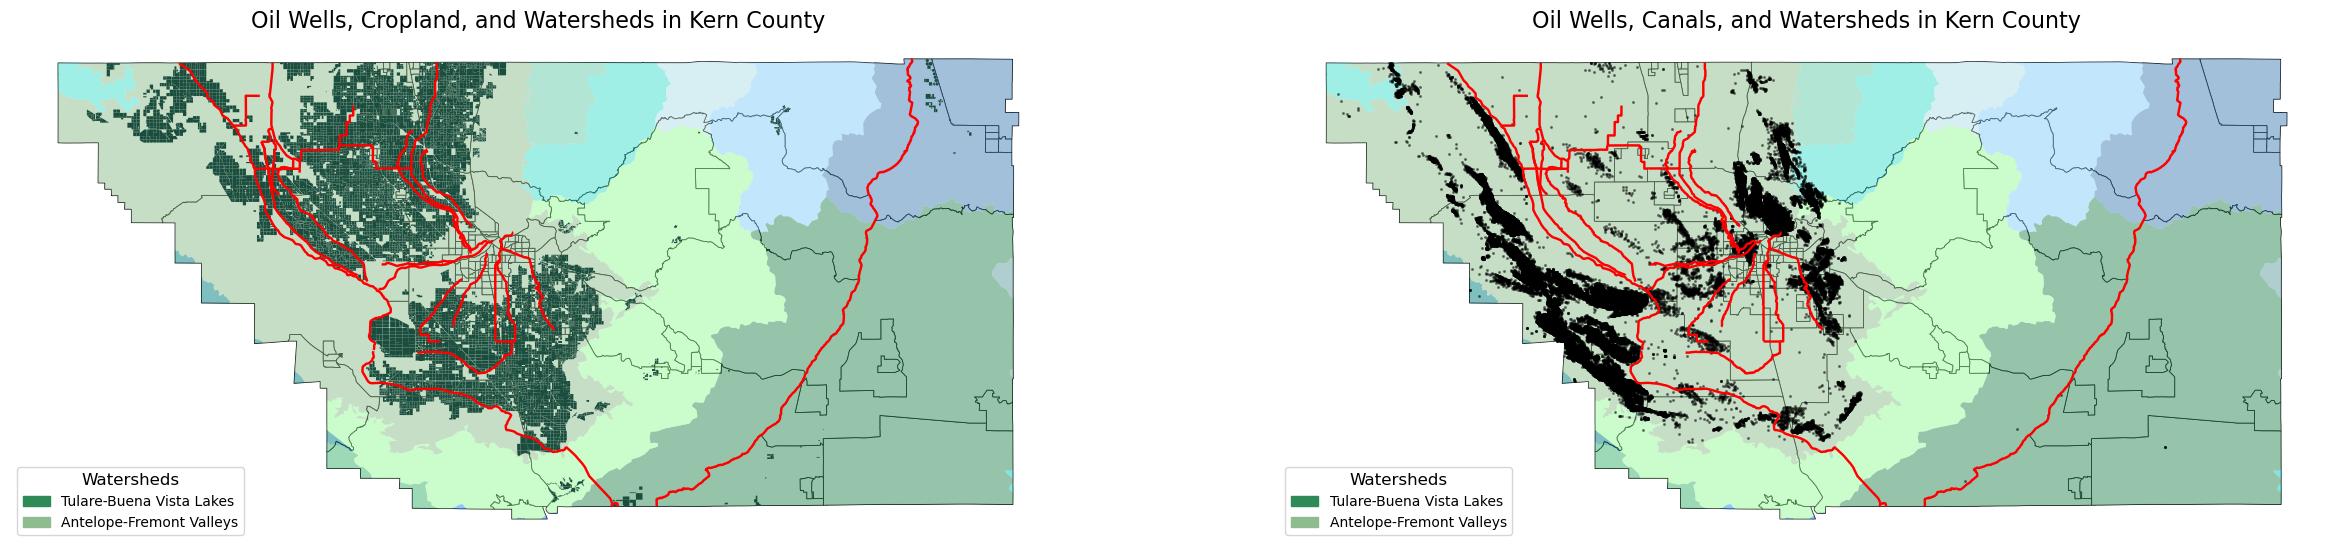 Oil Wells, Cropland, and Watersheds in Kern County
Watersheds
Tulare-Buena Vista Lakes
Antelope-Fremont Valleys
Oil Wells, Canals, and Watersheds in Kern County
Watersheds
Tulare-Buena Vista Lakes
Antelope-Fremont Valleys